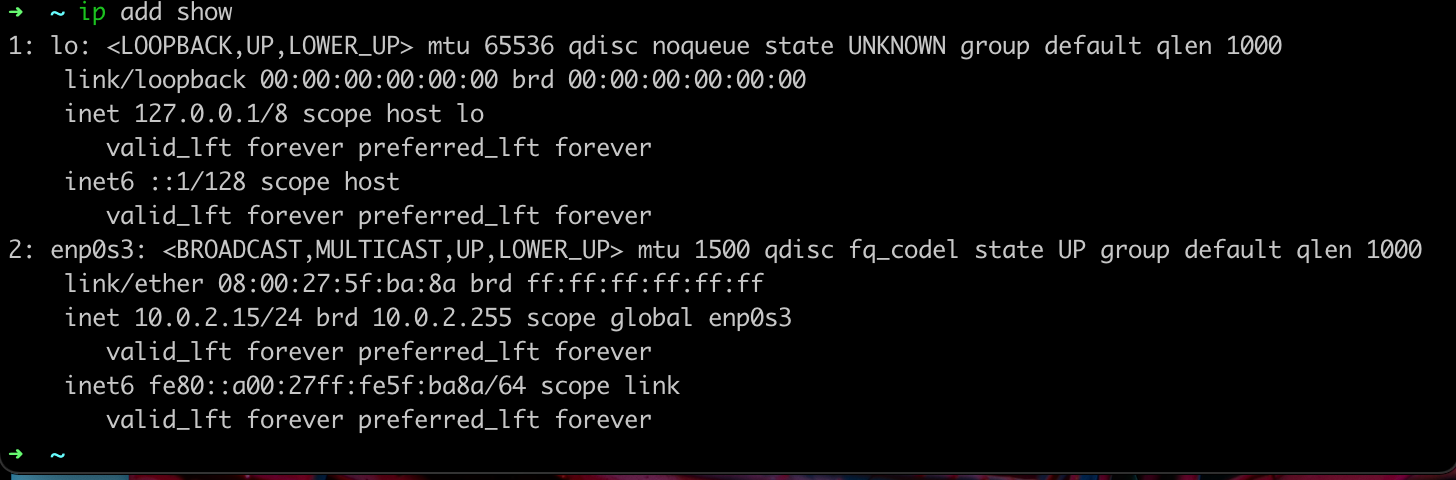 ➜  ~ ip add show
1: lo: <LOOPBACK,UP,LOWER_UP> mtu 65536 qdisc noqueue state UNKNOWN group default qlen 1000
    link/loopback 00:00:00:00:00:00 brd 00:00:00:00:00:00
    inet 127.0.0.1/8 scope host lo
       valid_lft forever preferred_lft forever
    inet6 ::1/128 scope host
       valid_lft forever preferred_lft forever
2: enp0s3: <BROADCAST,MULTICAST,UP,LOWER_UP> mtu 1500 qdisc fq_codel state UP group default qlen 1000
    link/ether 08:00:27:5f:ba:8a brd ff:ff:ff:ff:ff:ff
    inet 10.0.2.15/24 brd 10.0.2.255 scope global enp0s3
       valid_lft forever preferred_lft forever
    inet6 fe80::a00:27ff:fe5f:ba8a/64 scope link
       valid_lft forever preferred_lft forever
➜  ~